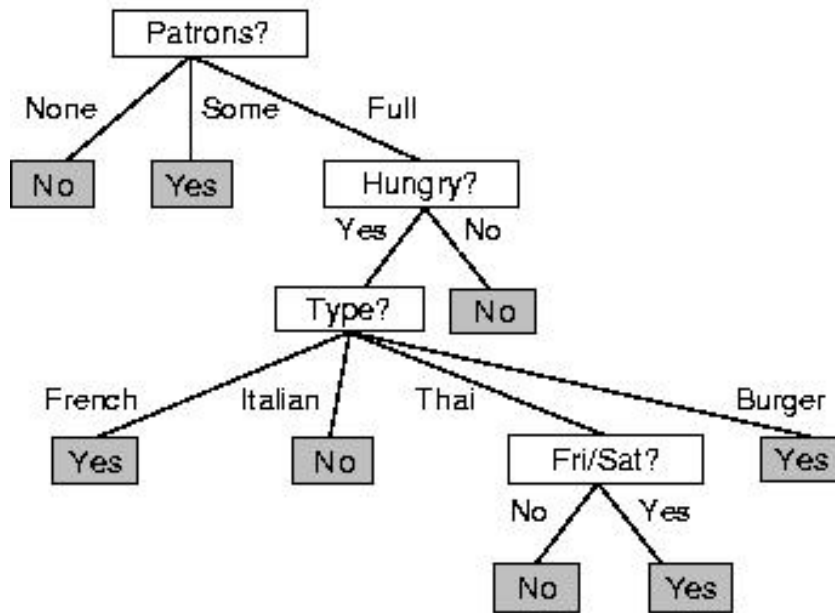 Patrons?
None Some Full
No Yes Hungry?
Yes No
Type? No
French Italian Thai Burger
Yes No Fri/Sat? Yes
No Yes
No Yes